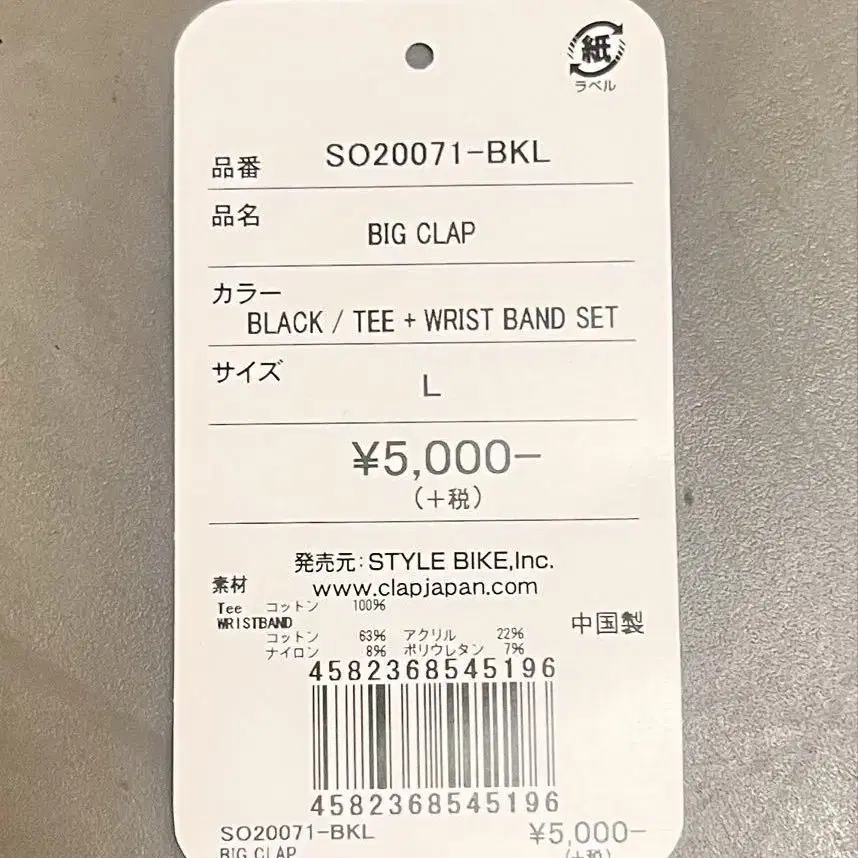 紙
ラベル
品番 SO20071-BKL
品名
BIG CLAP
カラー
BLACK / TEE + WRIST BAND SET
サイズ
L
¥5,000-
(+税)
発売元:STYLE BIKE,Inc.
素材 www.clapjapan.com
Tee コットン 100%
WRISTBAND 中国製
コットン 63% アクリル 22%
ナイロン 8% ポリウレタン 7%
4582368545196
4582368545196
SO20071-BKL ¥5,000-
BIG CLAP (+税)